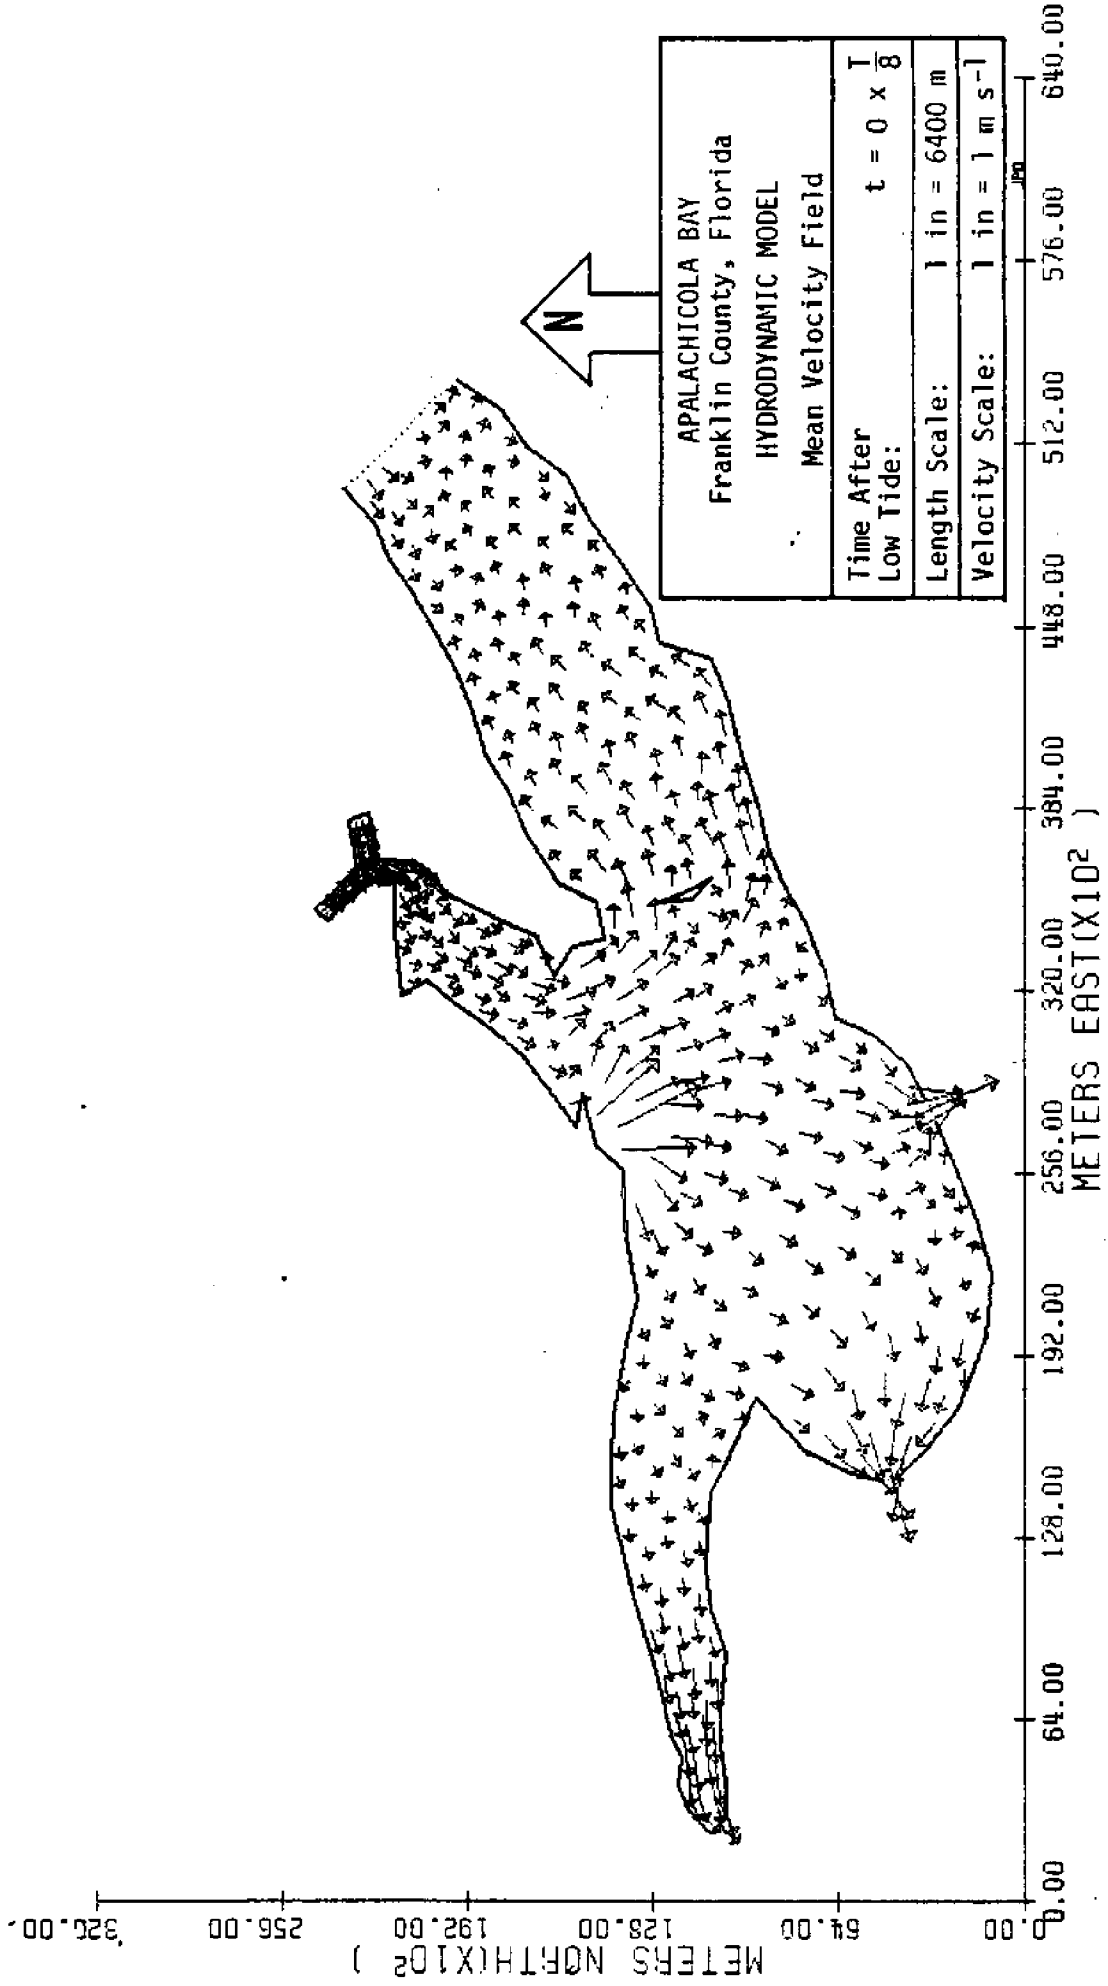 N
APALACHICOLA BAY
Franklin County, Florida
HYDRODYNAMIC MODEL
Mean Velocity Field
Time After
Low Tide: t = 0 x T/8
Length Scale: 1 in = 6400 m
Velocity Scale: 1 in = 1 m s-1
JPD
320.00
256.00
192.00
128.00
64.00
0.00
METERS NORTH(X10²)
0.00 64.00 128.00 192.00 256.00 320.00 384.00 448.00 512.00 576.00 640.00
METERS EAST(X10²)